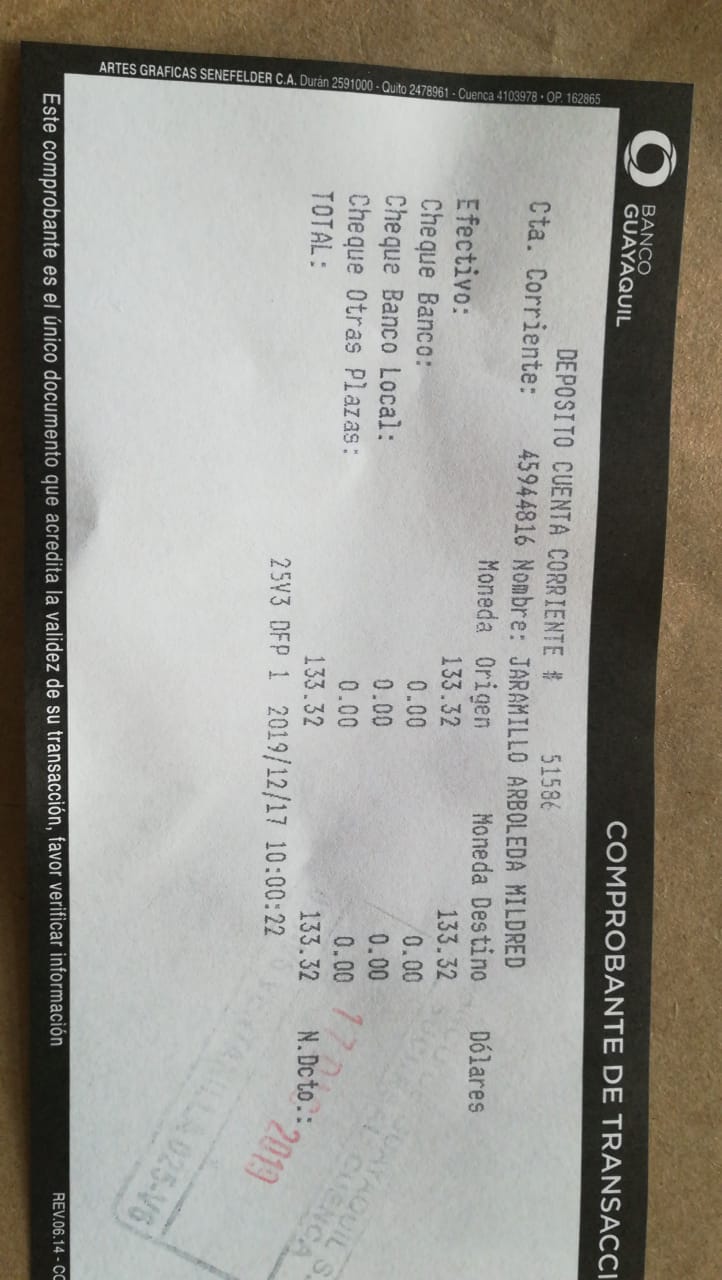 BANCO
GUAYAQUIL
COMPROBANTE DE TRANSACCI
DEPOSITO CUENTA CORRIENTE # 51586
Cta. Corriente: 45944816 Nombre: JARAMILLO ARBOLEDA MILDRED
Moneda Origen Moneda Destino Dólares
Efectivo: 133.32 133.32
Cheque Banco: 0.00 0.00
Cheque Banco Local: 0.00 0.00
Cheque Otras Plazas: 0.00 0.00
TOTAL: 133.32 133.32 N.Dcto.:
25V3 DFP 1 2019/12/17 10:00:22
17 DIC 2019
GUAYAQUIL S.
CUENCA
025-V6
Este comprobante es el único documento que acredita la validez de su transacción, favor verificar información
REV.06.14 - CO
ARTES GRAFICAS SENEFELDER C.A. Durán 2591000 - Quito 2478961 - Cuenca 4103978 • OP. 162865